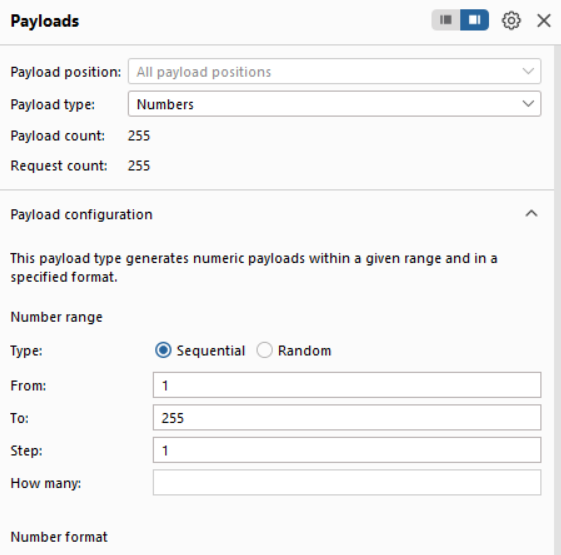 Payloads
Payload position: All payload positions
Payload type: Numbers
Payload count: 255
Request count: 255
Payload configuration
This payload type generates numeric payloads within a given range and in a
specified format.
Number range
Type: Sequential Random
From: 1
To: 255
Step: 1
How many:
Number format